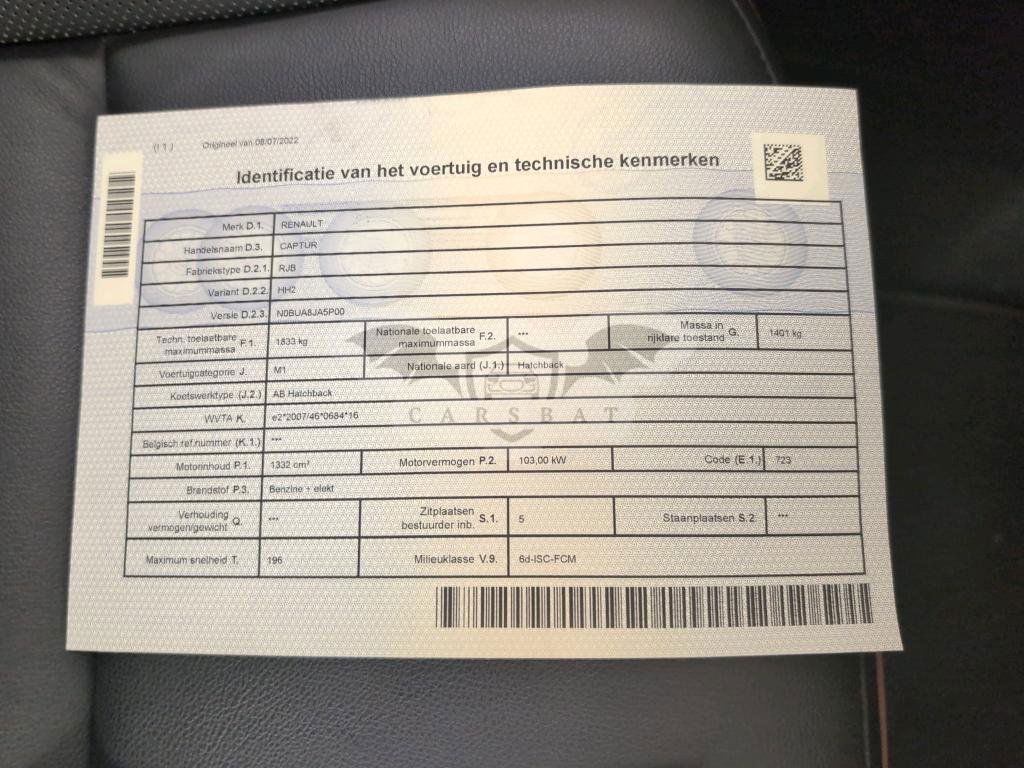 (I 1.) Origineel van 08/07/2022
Identificatie van het voertuig en technische kenmerken
Merk D.1. RENAULT
Handelsnaam D.3. CAPTUR
Fabriekstype D.2.1. RJB
Variant D.2.2. HH2
Versie D.2.3. N0BUA8JA5P00
Techn. toelaatbare maximummassa F.1. 1833 kg Nationale toelaatbare maximummassa F.2. *** Massa in rijklare toestand G. 1401 kg
Voertuigcategorie J. M1 Nationale aard (J.1.) Hatchback
Koetswerktype (J.2.) AB Hatchback
WVTA K. e2*2007/46*0684*16
CARSBAT
Belgisch ref.nummer (K.1.) ***
Motorinhoud P.1. 1332 cm³ Motorvermogen P.2. 103,00 kW Code (E.1.) 723
Brandstof P.3. Benzine + elekt
Verhouding vermogen/gewicht Q. *** Zitplaatsen bestuurder inb. S.1. 5 Staanplaatsen S.2. ***
Maximum snelheid T. 196 Milieuklasse V.9. 6d-ISC-FCM